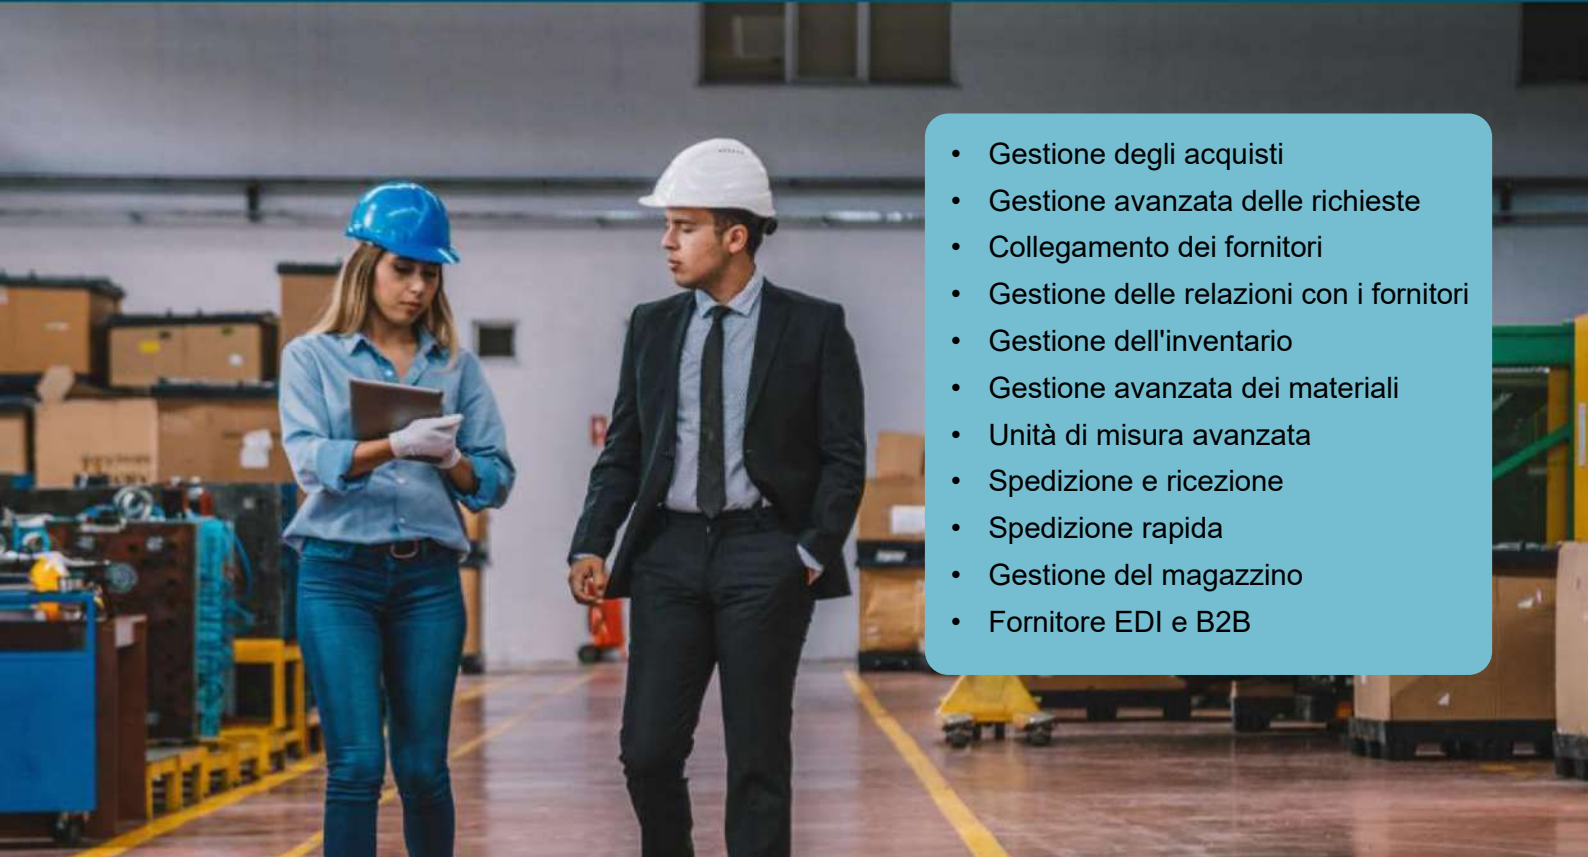 • Gestione degli acquisti
• Gestione avanzata delle richieste
• Collegamento dei fornitori
• Gestione delle relazioni con i fornitori
• Gestione dell'inventario
• Gestione avanzata dei materiali
• Unità di misura avanzata
• Spedizione e ricezione
• Spedizione rapida
• Gestione del magazzino
• Fornitore EDI e B2B